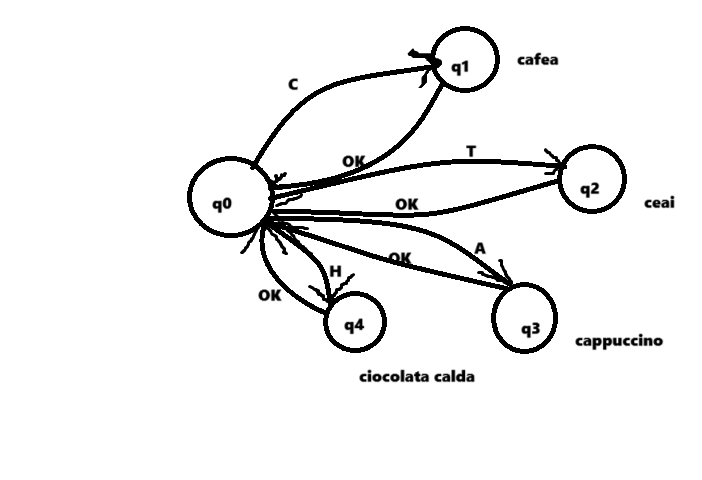 q1
cafea
C
OK
T
q2
q0
OK
ceai
A
OK
H
OK
q4
q3
cappuccino
ciocolata calda